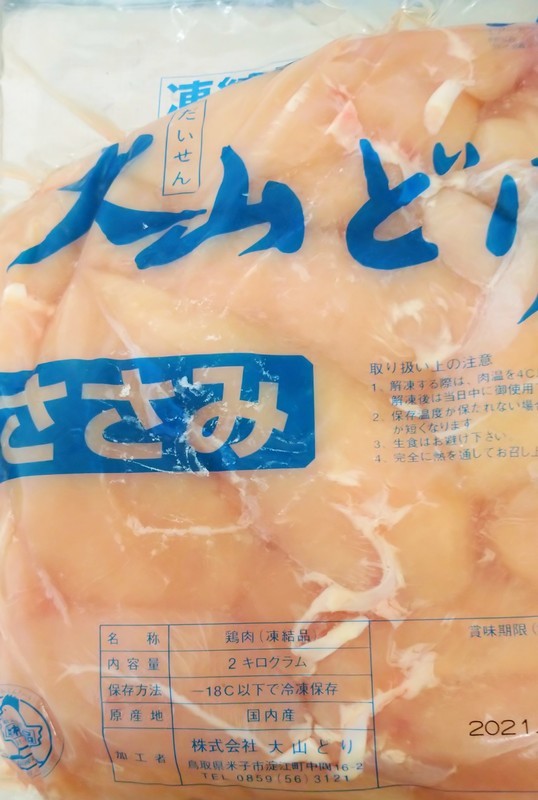 凍結
たいせん
大山どり
ささみ
取り扱い上の注意
1. 解凍する際は、肉温を4C
解凍後は当日中に御使用
2. 保存温度が保たれない場合
が短くなります
3. 生食はお避け下さい。
4. 完全に熱を通してお召し上
賞味期限(
2021.
名称 鶏肉(凍結品)
内容量 2キロクラム
保存方法 −18C以下で冷凍保存
原産地 国内産
加工者 株式会社 大山どり
鳥取県米子市淀江町中間16-2
TEL.0859(56)3121